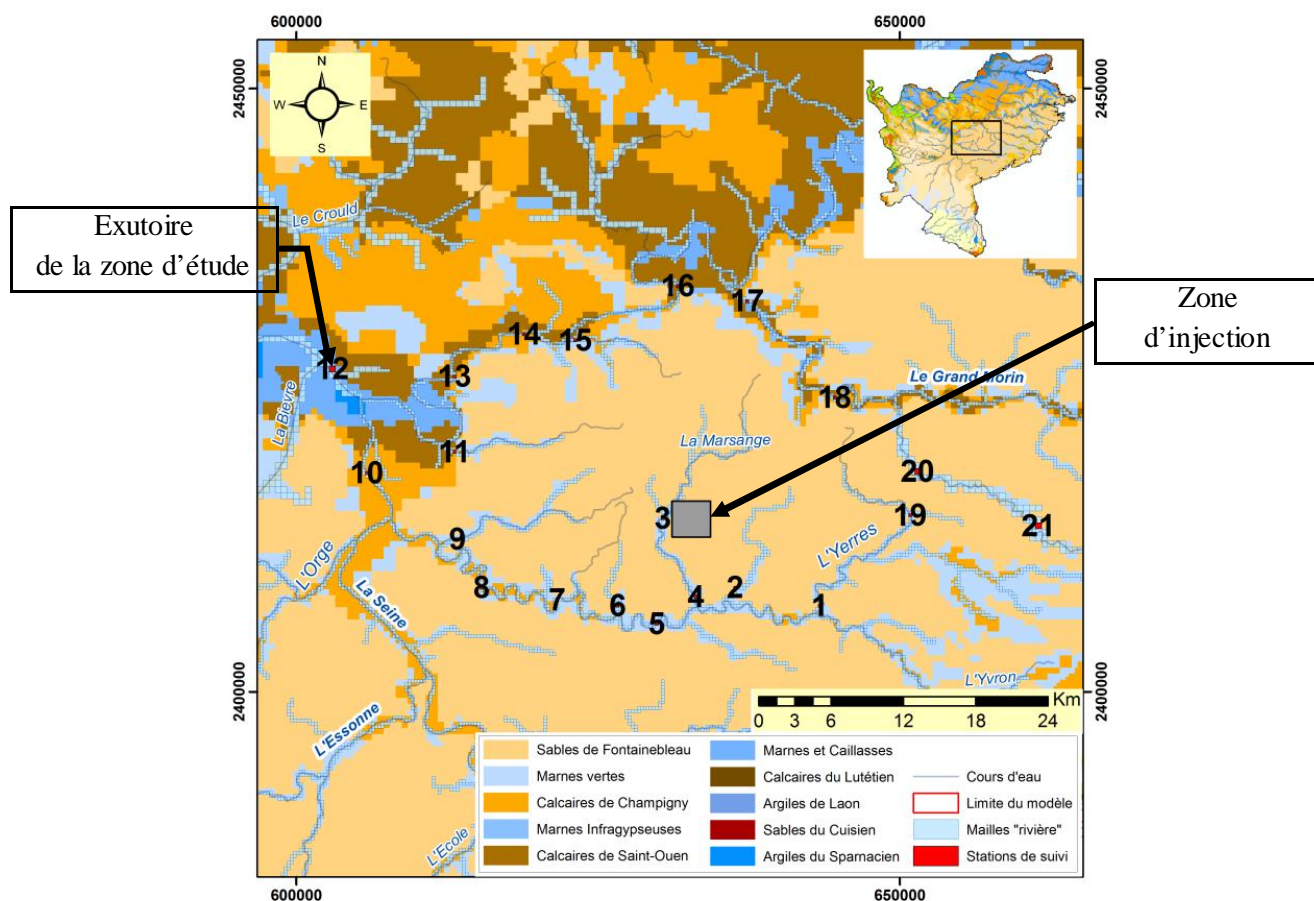 600000
650000
2450000
2450000
N
W
E
S
Le Crould
Exutoire
de la zone d'étude
Zone
d'injection
16
17
14
15
13
12
La Bièvre
Le Grand Morin
18
La Marsange
11
10
20
3
19
21
9
L'Yerres
L'Orge
8
7
6
5
4
2
1
La Seine
L'Yvron
2400000
2400000
Km
0 3 6 12 18 24
L'Essonne
L'Ecole
Sables de Fontainebleau
Marnes vertes
Calcaires de Champigny
Marnes Infragypseuses
Calcaires de Saint-Ouen
Marnes et Caillasses
Calcaires du Lutétien
Argiles de Laon
Sables du Cuisien
Argiles du Sparnacien
Cours d'eau
Limite du modèle
Mailles "rivière"
Stations de suivi
600000
650000